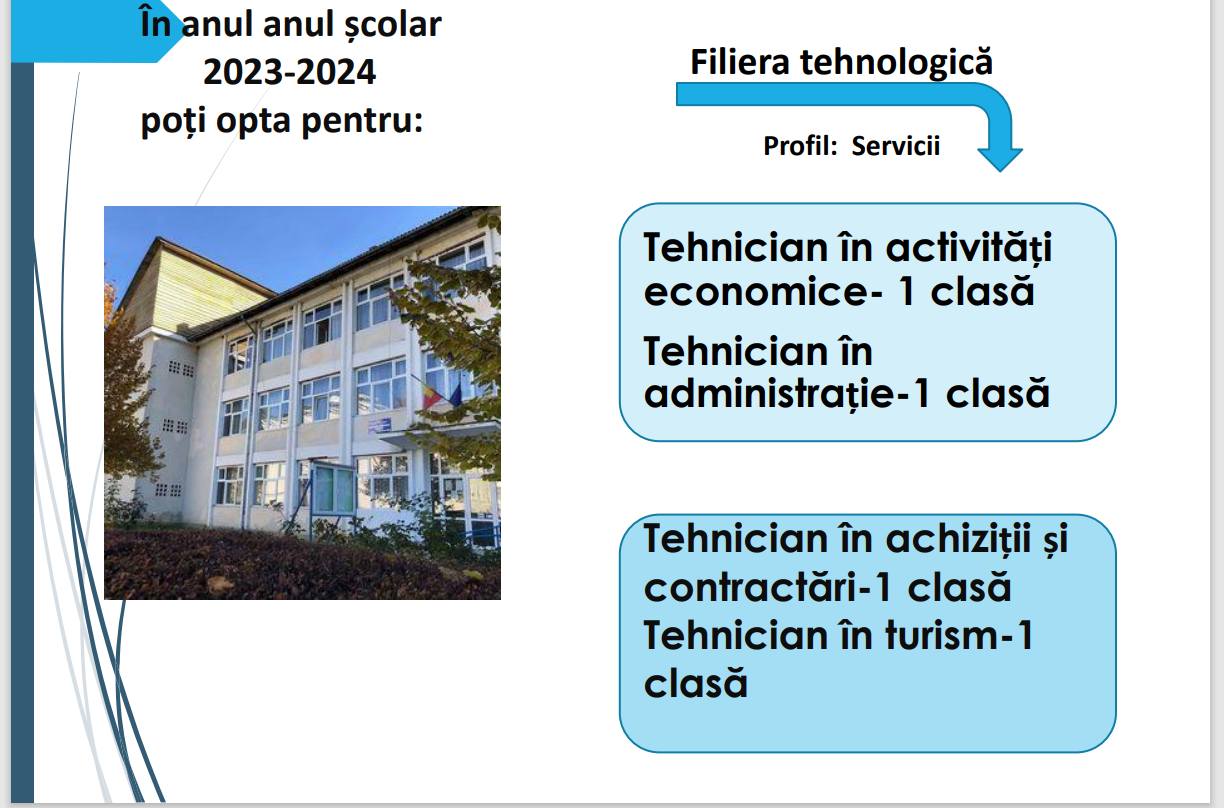 În anul anul școlar
2023-2024
poți opta pentru:
Filiera tehnologică
Profil:  Servicii
Tehnician în activități
economice- 1 clasă
Tehnician în
administrație-1 clasă
Tehnician în achiziții și
contractări-1 clasă
Tehnician în turism-1
clasă